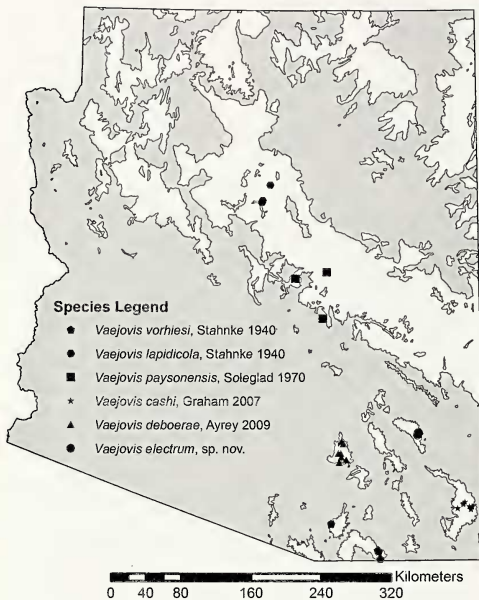 Species Legend
Vaejovis vorhiesi, Stahnke 1940
Vaejovis lapidicola, Stahnke 1940
Vaejovis paysonensis, Soleglad 1970
Vaejovis cashi, Graham 2007
Vaejovis deboerae, Ayrey 2009
Vaejovis electrum, sp. nov.
Kilometers
0 40 80 160 240 320